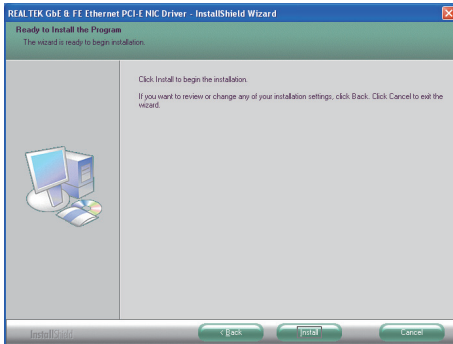 REALTEK GbE & FE Ethernet PCI-E NIC Driver - InstallShield Wizard
Ready to Install the Program
The wizard is ready to begin installation.
Click Install to begin the installation.
If you want to review or change any of your installation settings, click Back. Click Cancel to exit the
wizard.
InstallShield
< Back
Install
Cancel